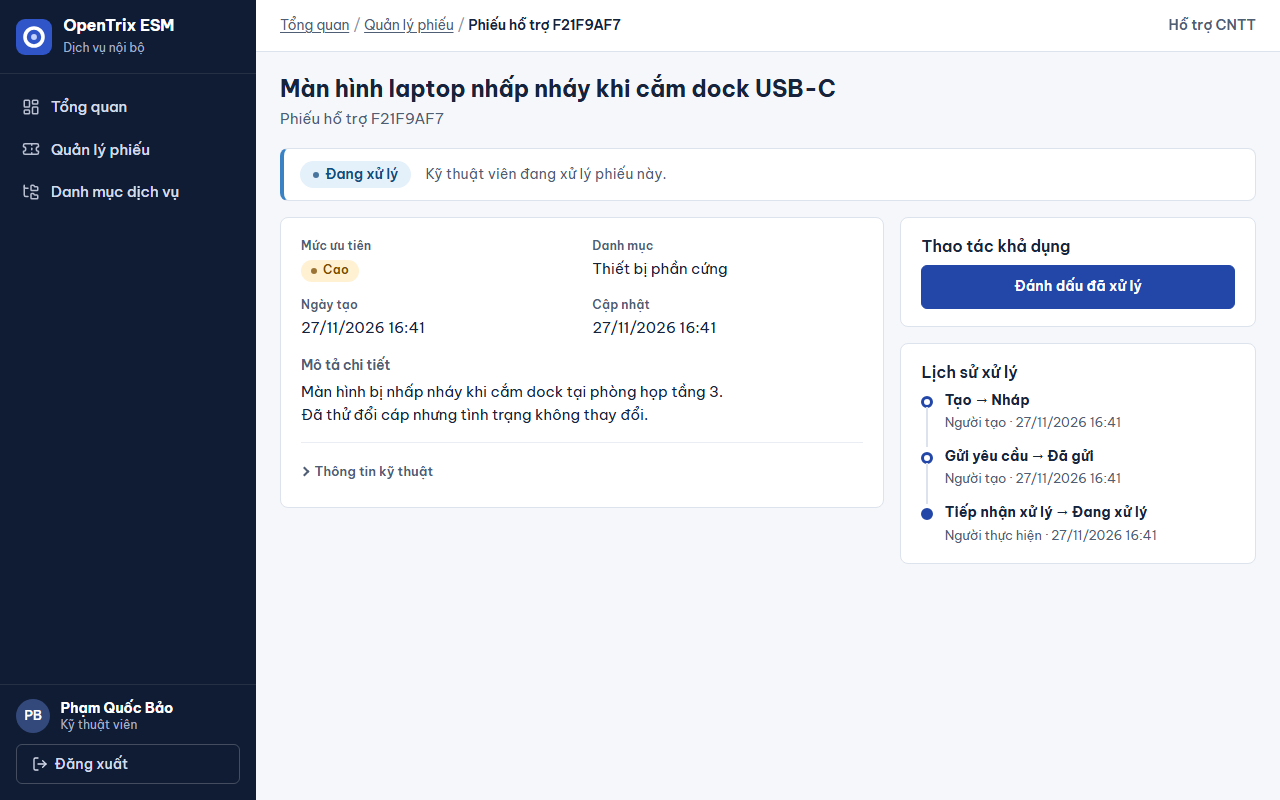 OpenTrix ESM
Dịch vụ nội bộ
Tổng quan
Quản lý phiếu
Danh mục dịch vụ
PB
Phạm Quốc Bảo
Kỹ thuật viên
Đăng xuất
Tổng quan / Quản lý phiếu / Phiếu hỗ trợ F21F9AF7
Hỗ trợ CNTT
Màn hình laptop nhấp nháy khi cắm dock USB-C
Phiếu hỗ trợ F21F9AF7
Đang xử lý
Kỹ thuật viên đang xử lý phiếu này.
Mức ưu tiên
Cao
Danh mục
Thiết bị phần cứng
Ngày tạo
27/11/2026 16:41
Cập nhật
27/11/2026 16:41
Mô tả chi tiết
Màn hình bị nhấp nháy khi cắm dock tại phòng họp tầng 3.
Đã thử đổi cáp nhưng tình trạng không thay đổi.
Thông tin kỹ thuật
Thao tác khả dụng
Đánh dấu đã xử lý
Lịch sử xử lý
Tạo → Nháp
Người tạo · 27/11/2026 16:41
Gửi yêu cầu → Đã gửi
Người tạo · 27/11/2026 16:41
Tiếp nhận xử lý → Đang xử lý
Người thực hiện · 27/11/2026 16:41